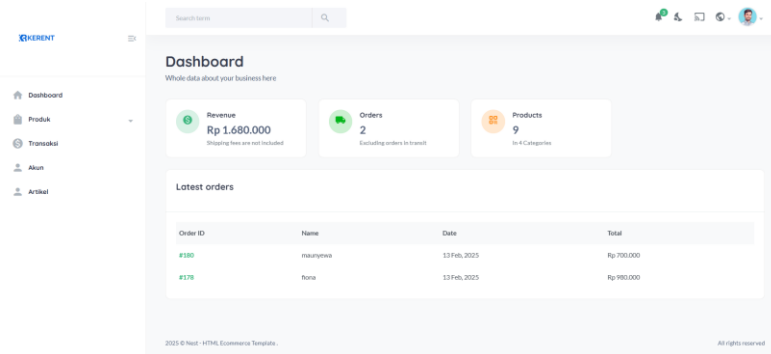 Search term
3
KERENT
Dashboard
Whole data about your business here
Dashboard
Produk
Transaksi
Akun
Artikel
Revenue
Rp 1.680.000
Shipping fees are not included
Orders
2
Excluding orders in transit
Products
9
In 4 Categories
Latest orders
Order ID Name Date Total
#180 maunyewa 13 Feb, 2025 Rp 700.000
#178 fiona 13 Feb, 2025 Rp 980.000
2025 © Nest - HTML Ecommerce Template . All rights reserved